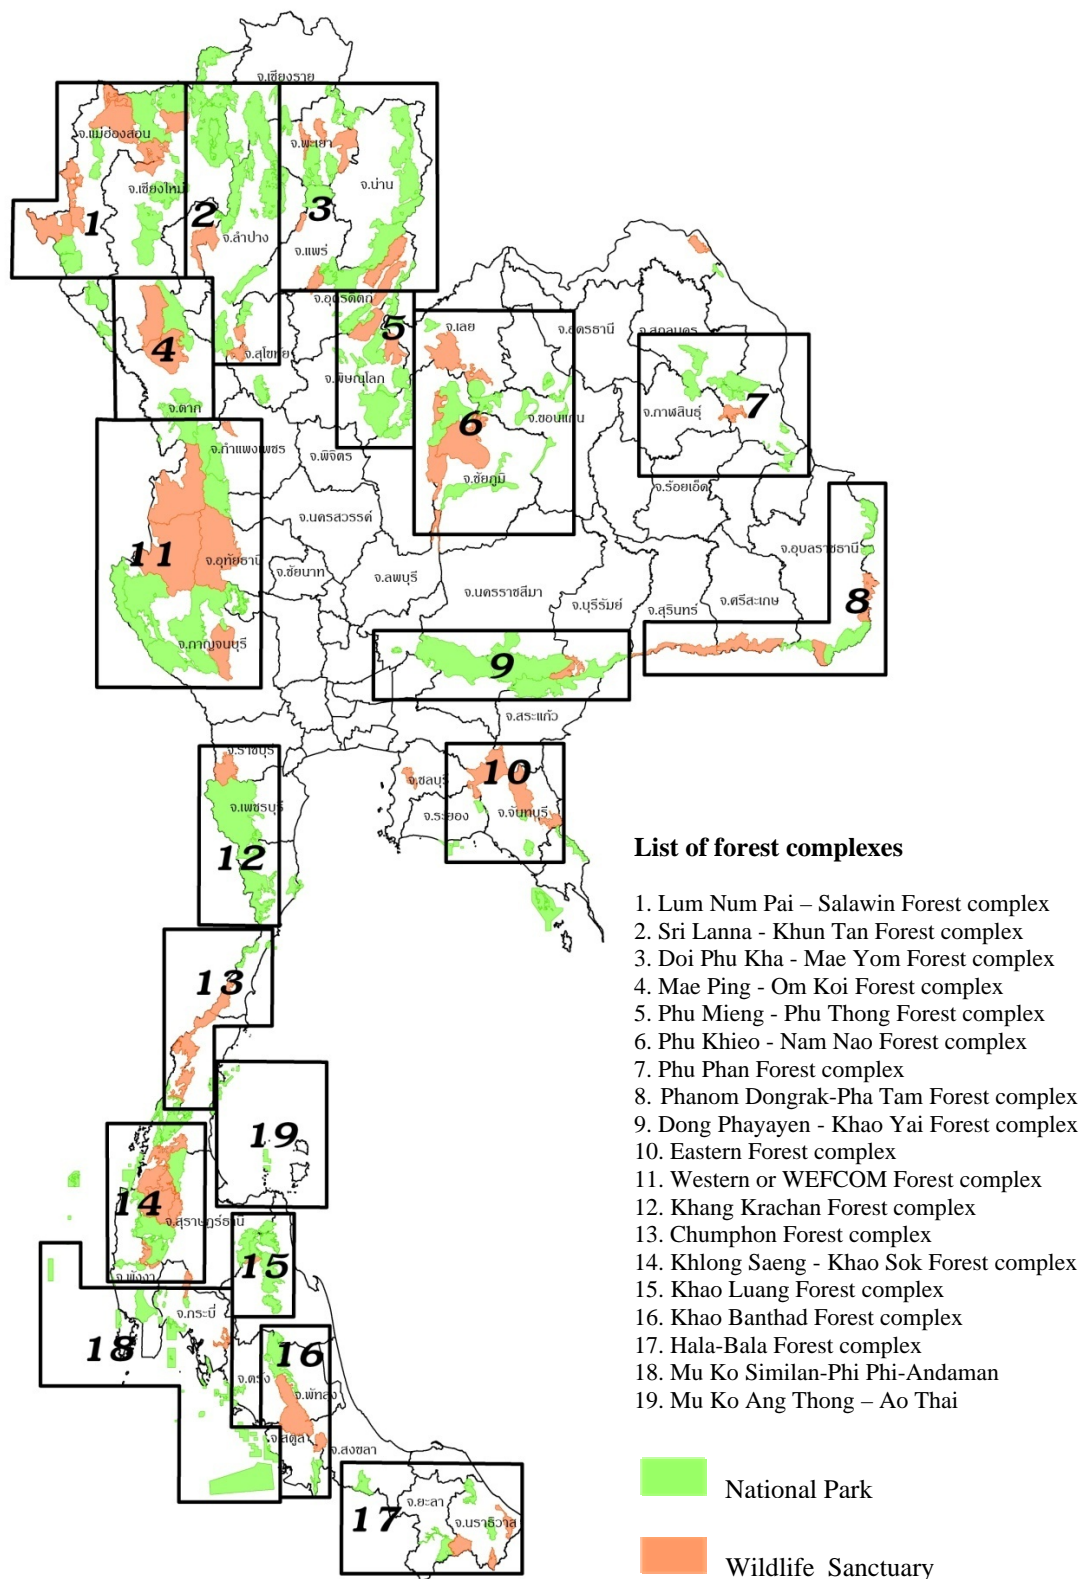 จ.เชียงราย
จ.แม่ฮ่องสอน
จ.พะเยา
จ.เชียงใหม่
จ.น่าน
1
2
3
จ.ลำปาง
จ.แพร่
จ.อุตรดิตถ์
4
5
จ.เลย
จ.อุดรธานี
จ.สกลนคร
จ.สุโขทัย
จ.พิษณุโลก
จ.ตาก
6
จ.ขอนแก่น
จ.กาฬสินธุ์
7
จ.กำแพงเพชร
จ.พิจิตร
จ.ชัยภูมิ
จ.ร้อยเอ็ด
จ.นครสวรรค์
11
จ.อุทัยธานี
จ.ชัยนาท
จ.ลพบุรี
จ.อุบลราชธานี
จ.นครราชสีมา
จ.บุรีรัมย์
จ.สุรินทร์
จ.ศรีสะเกษ
8
จ.กาญจนบุรี
9
จ.สระแก้ว
จ.ราชบุรี
จ.ชลบุรี
10
จ.เพชรบุรี
จ.ระยอง
จ.จันทบุรี
12
13
19
14
จ.สุราษฎร์ธานี
15
จ.พังงา
จ.กระบี่
18
16
จ.ตรัง
จ.พัทลุง
จ.สตูล
จ.สงขลา
17
จ.ยะลา
จ.นราธิวาส
List of forest complexes
1. Lum Num Pai – Salawin Forest complex
2. Sri Lanna - Khun Tan Forest complex
3. Doi Phu Kha - Mae Yom Forest complex
4. Mae Ping - Om Koi Forest complex
5. Phu Mieng - Phu Thong Forest complex
6. Phu Khieo - Nam Nao Forest complex
7. Phu Phan Forest complex
8. Phanom Dongrak-Pha Tam Forest complex
9. Dong Phayayen - Khao Yai Forest complex
10. Eastern Forest complex
11. Western or WEFCOM Forest complex
12. Khang Krachan Forest complex
13. Chumphon Forest complex
14. Khlong Saeng - Khao Sok Forest complex
15. Khao Luang Forest complex
16. Khao Banthad Forest complex
17. Hala-Bala Forest complex
18. Mu Ko Similan-Phi Phi-Andaman
19. Mu Ko Ang Thong – Ao Thai
National Park
Wildlife Sanctuary